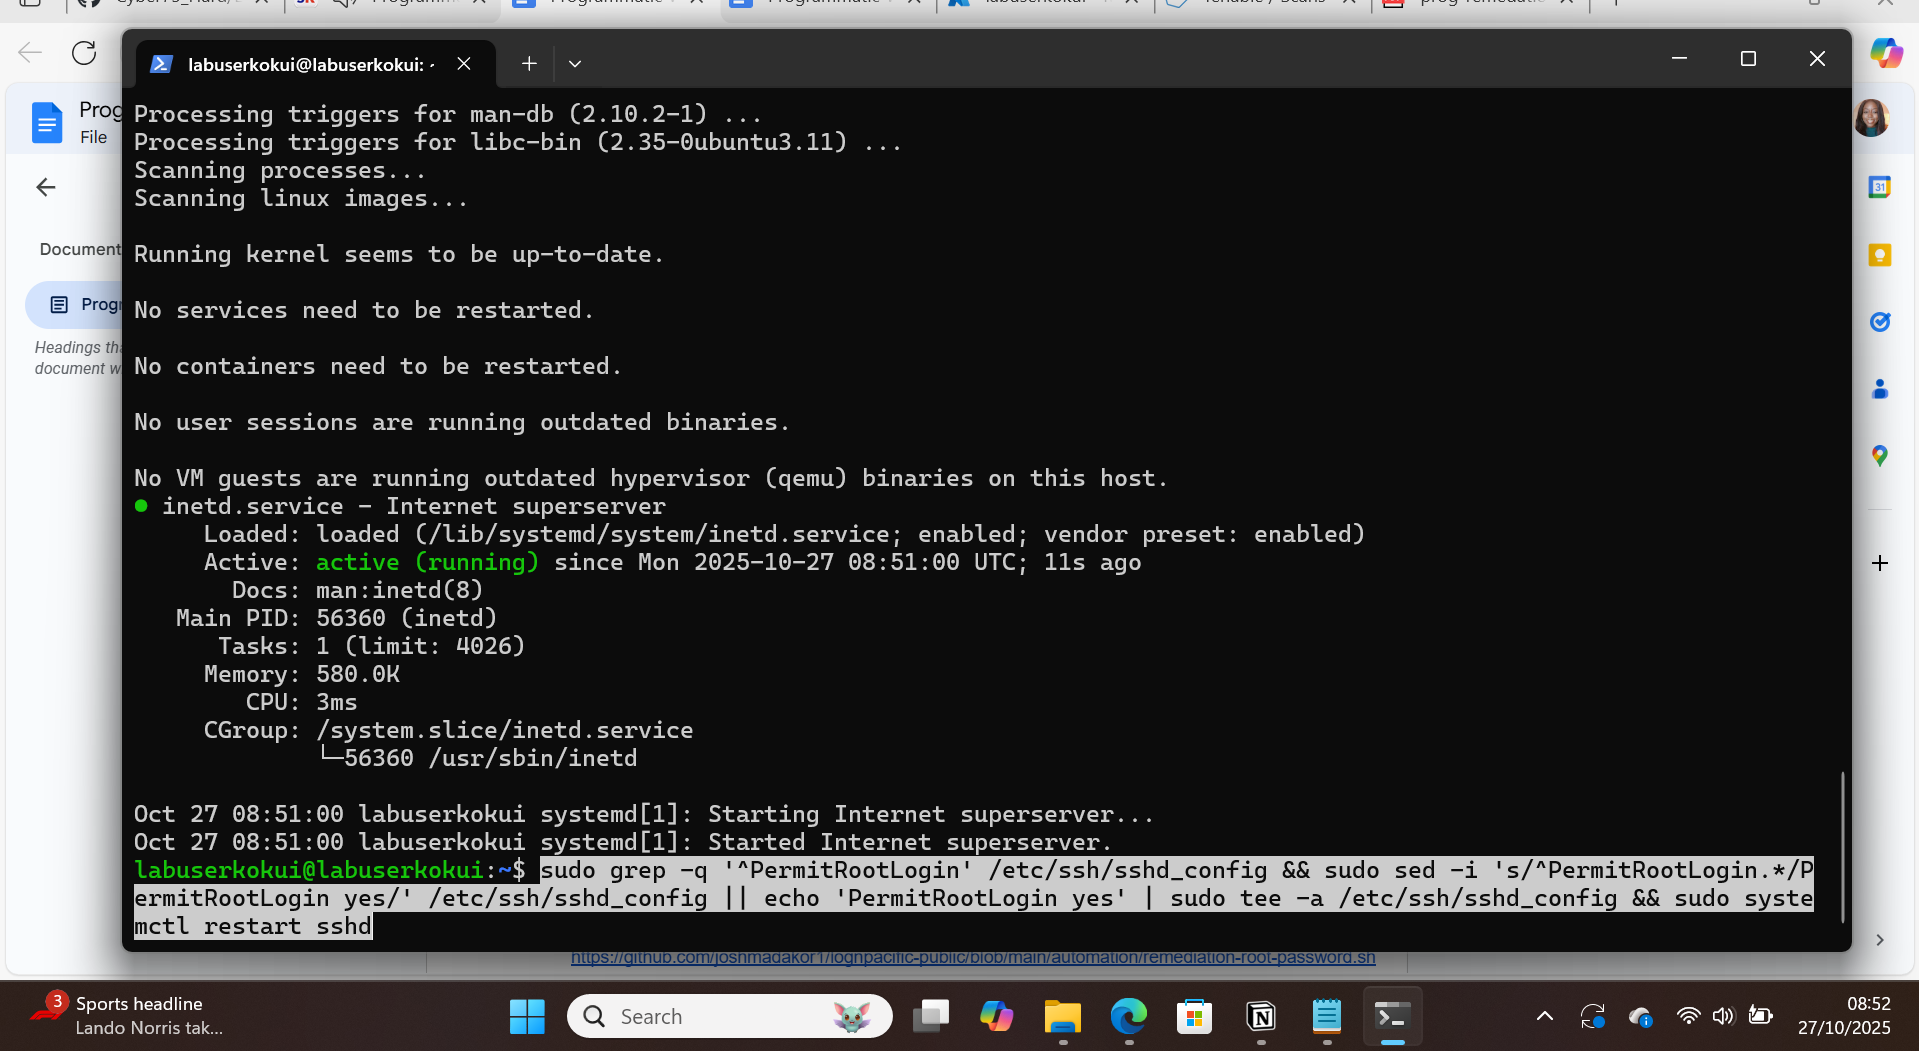 labuserkokui@labuserkokui: ~
Prog
File
Document
Progr
Headings tha
document w
Processing triggers for man-db (2.10.2-1) ...
Processing triggers for libc-bin (2.35-0ubuntu3.11) ...
Scanning processes...
Scanning linux images...
Running kernel seems to be up-to-date.
No services need to be restarted.
No containers need to be restarted.
No user sessions are running outdated binaries.
No VM guests are running outdated hypervisor (qemu) binaries on this host.
● inetd.service - Internet superserver
Loaded: loaded (/lib/systemd/system/inetd.service; enabled; vendor preset: enabled)
Active: active (running) since Mon 2025-10-27 08:51:00 UTC; 11s ago
Docs: man:inetd(8)
Main PID: 56360 (inetd)
Tasks: 1 (limit: 4026)
Memory: 580.0K
CPU: 3ms
CGroup: /system.slice/inetd.service
└─56360 /usr/sbin/inetd
Oct 27 08:51:00 labuserkokui systemd[1]: Starting Internet superserver...
Oct 27 08:51:00 labuserkokui systemd[1]: Started Internet superserver.
labuserkokui@labuserkokui:~$ sudo grep -q '^PermitRootLogin' /etc/ssh/sshd_config && sudo sed -i 's/^PermitRootLogin.*/P
ermitRootLogin yes/' /etc/ssh/sshd_config || echo 'PermitRootLogin yes' | sudo tee -a /etc/ssh/sshd_config && sudo syste
mctl restart sshd
https://github.com/joshmadakor1/lognpacific-public/blob/main/automation/remediation-root-password.sh
31
3
Sports headline
Lando Norris tak...
Search
08:52
27/10/2025